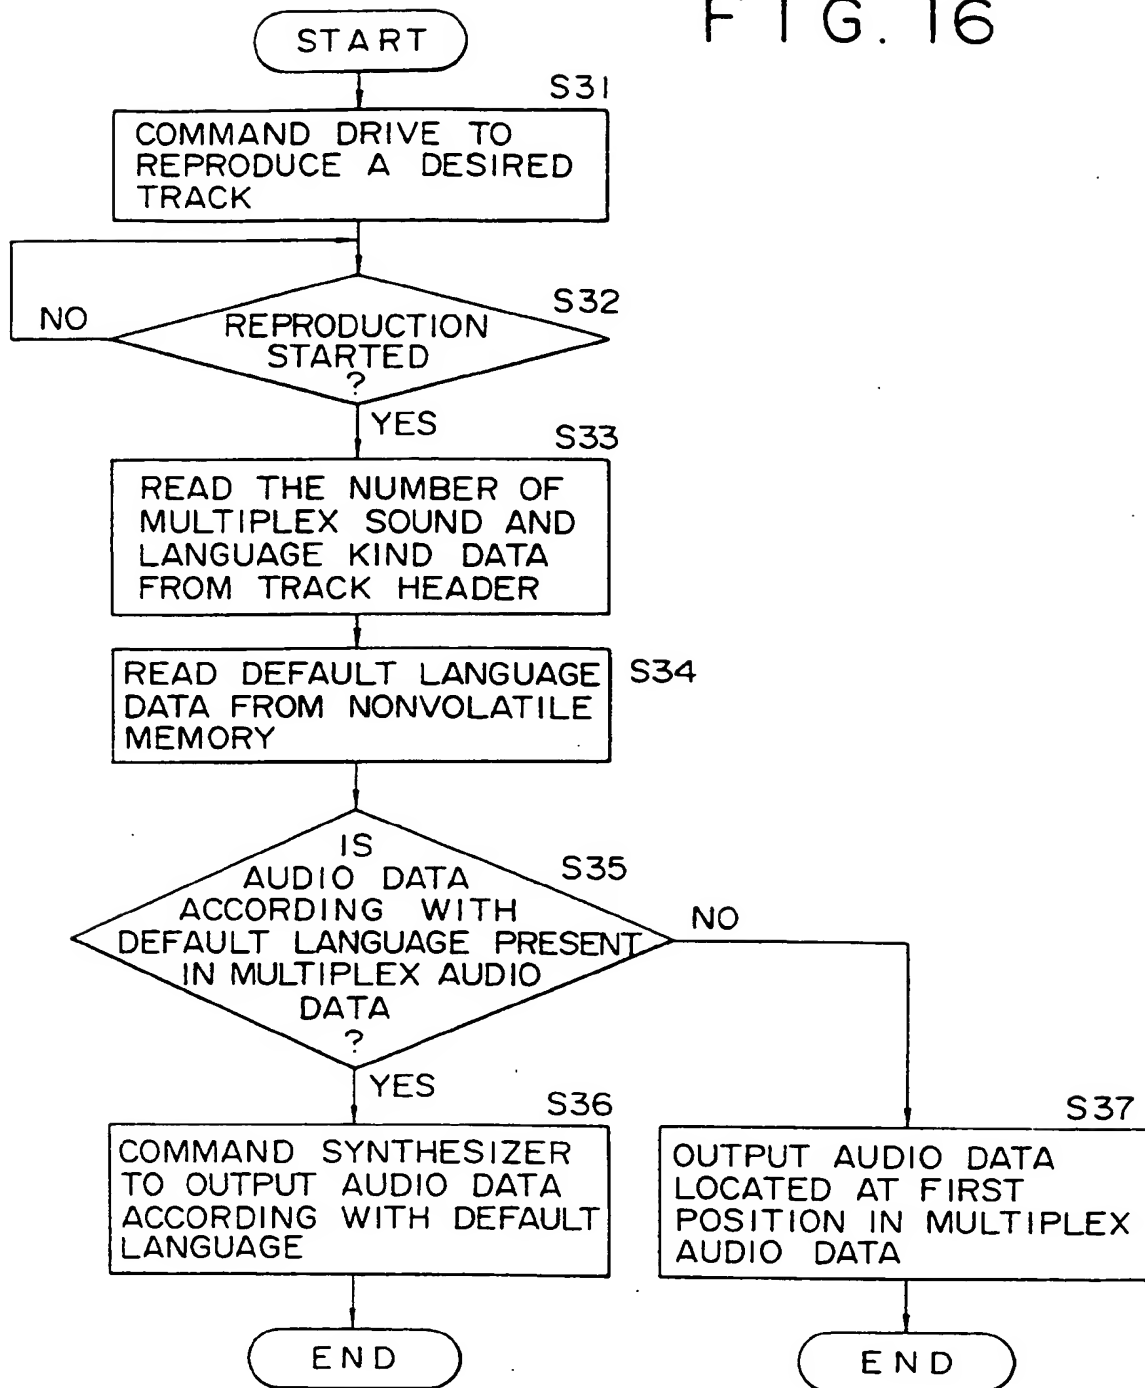 FIG. 16
START
S31
COMMAND DRIVE TO
REPRODUCE A DESIRED
TRACK
S32
NO
REPRODUCTION
STARTED
?
YES
S33
READ THE NUMBER OF
MULTIPLEX SOUND AND
LANGUAGE KIND DATA
FROM TRACK HEADER
READ DEFAULT LANGUAGE
DATA FROM NONVOLATILE
MEMORY
S34
IS
AUDIO DATA
ACCORDING WITH
DEFAULT LANGUAGE PRESENT
IN MULTIPLEX AUDIO
DATA
?
S35
NO
YES
S36
COMMAND SYNTHESIZER
TO OUTPUT AUDIO DATA
ACCORDING WITH DEFAULT
LANGUAGE
S37
OUTPUT AUDIO DATA
LOCATED AT FIRST
POSITION IN MULTIPLEX
AUDIO DATA
END
END